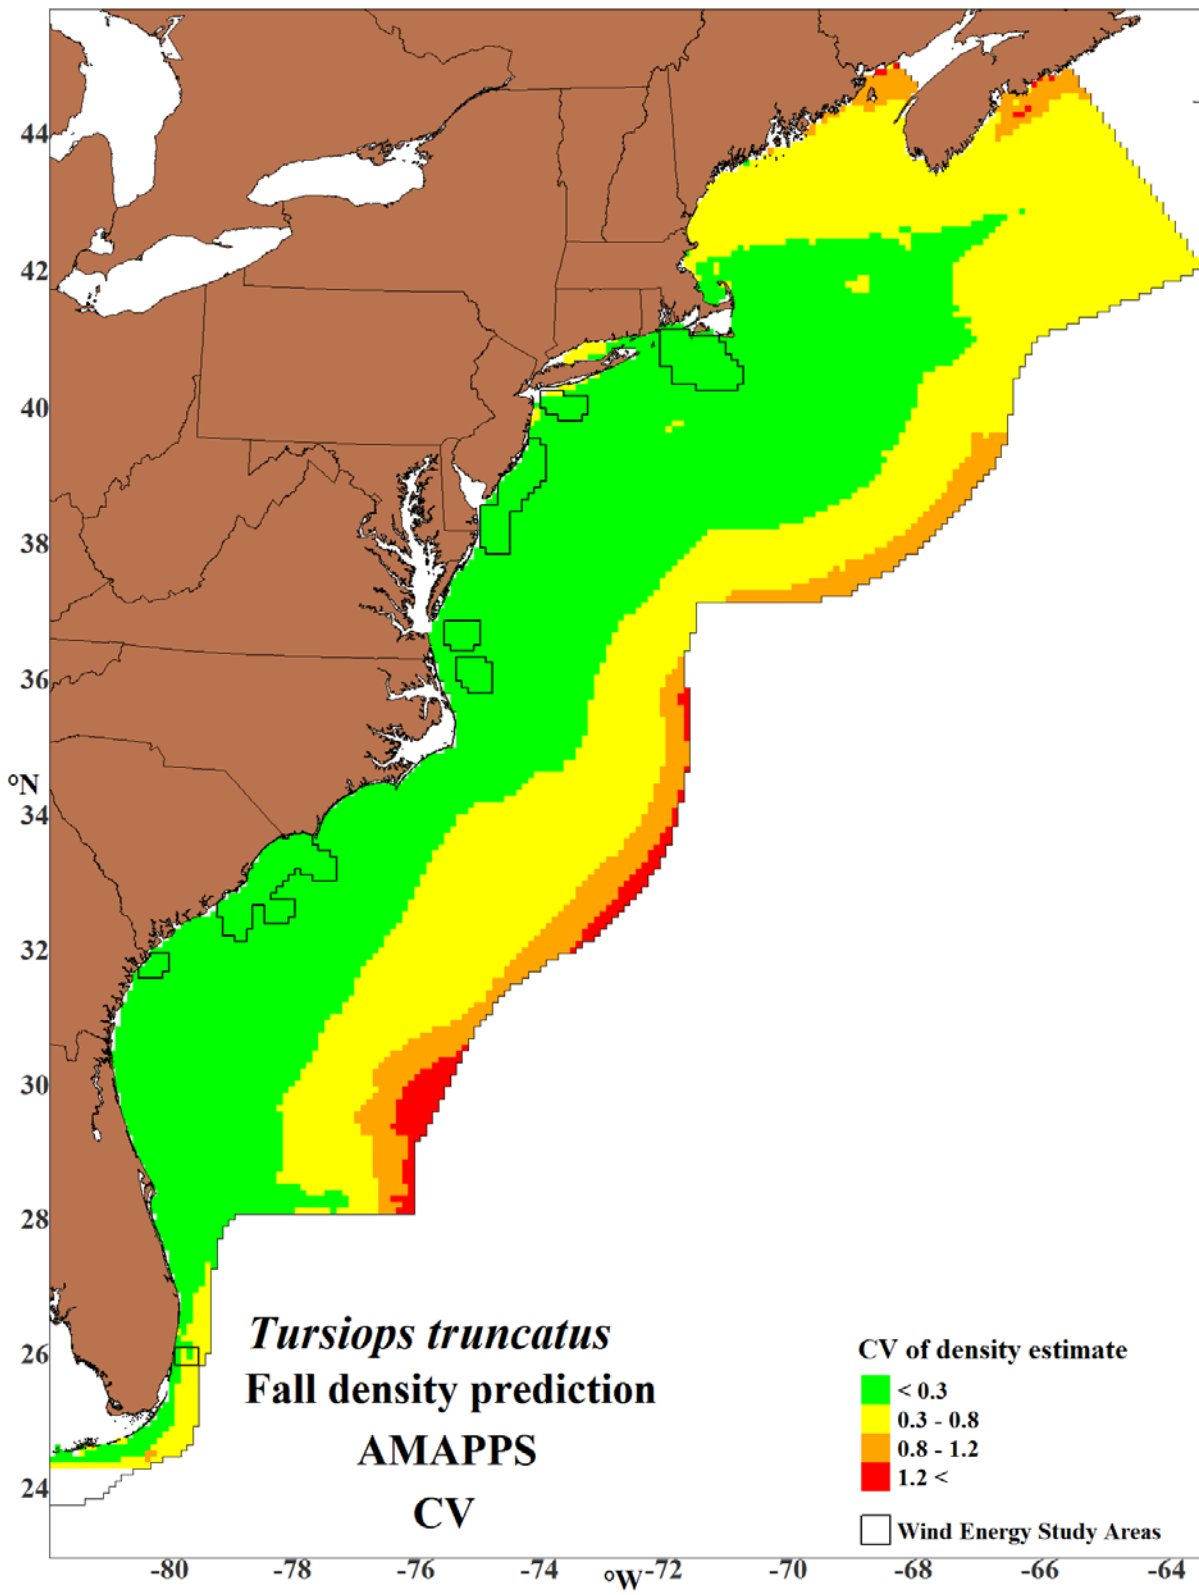 44
42
40
38
36
°N
34
32
30
28
26
24
Tursiops truncatus
Fall density prediction
AMAPPS
CV
CV of density estimate
< 0.3
0.3 - 0.8
0.8 - 1.2
1.2 <
Wind Energy Study Areas
-80 -78 -76 -74 °W -72 -70 -68 -66 -64